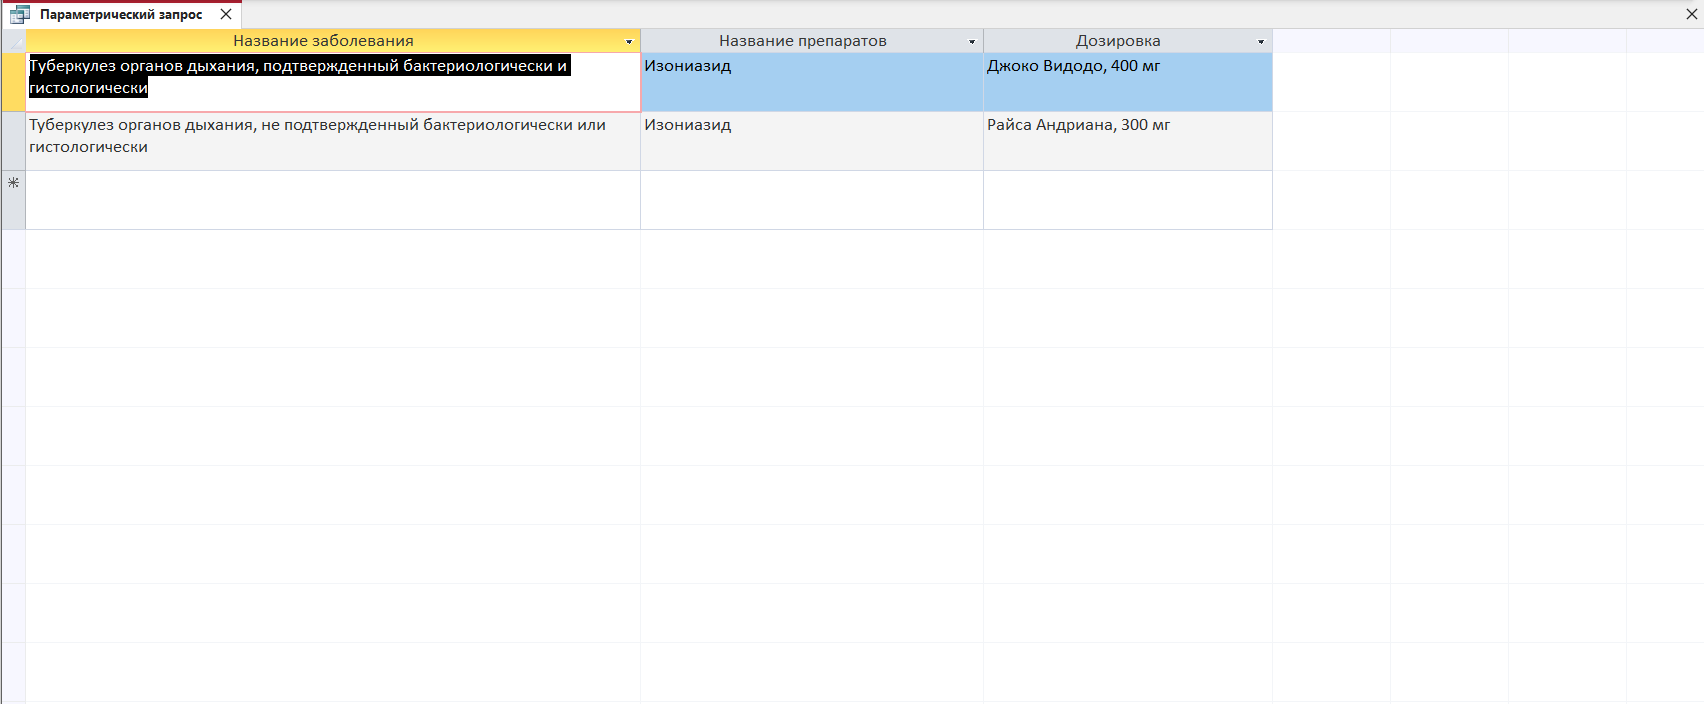 Параметрический запрос
Название заболевания Название препаратов Дозировка
Туберкулез органов дыхания, подтвержденный бактериологически и
гистологически
Изониазид
Джоко Видодо, 400 мг
Туберкулез органов дыхания, не подтвержденный бактериологически или
гистологически
Изониазид
Райса Андриана, 300 мг